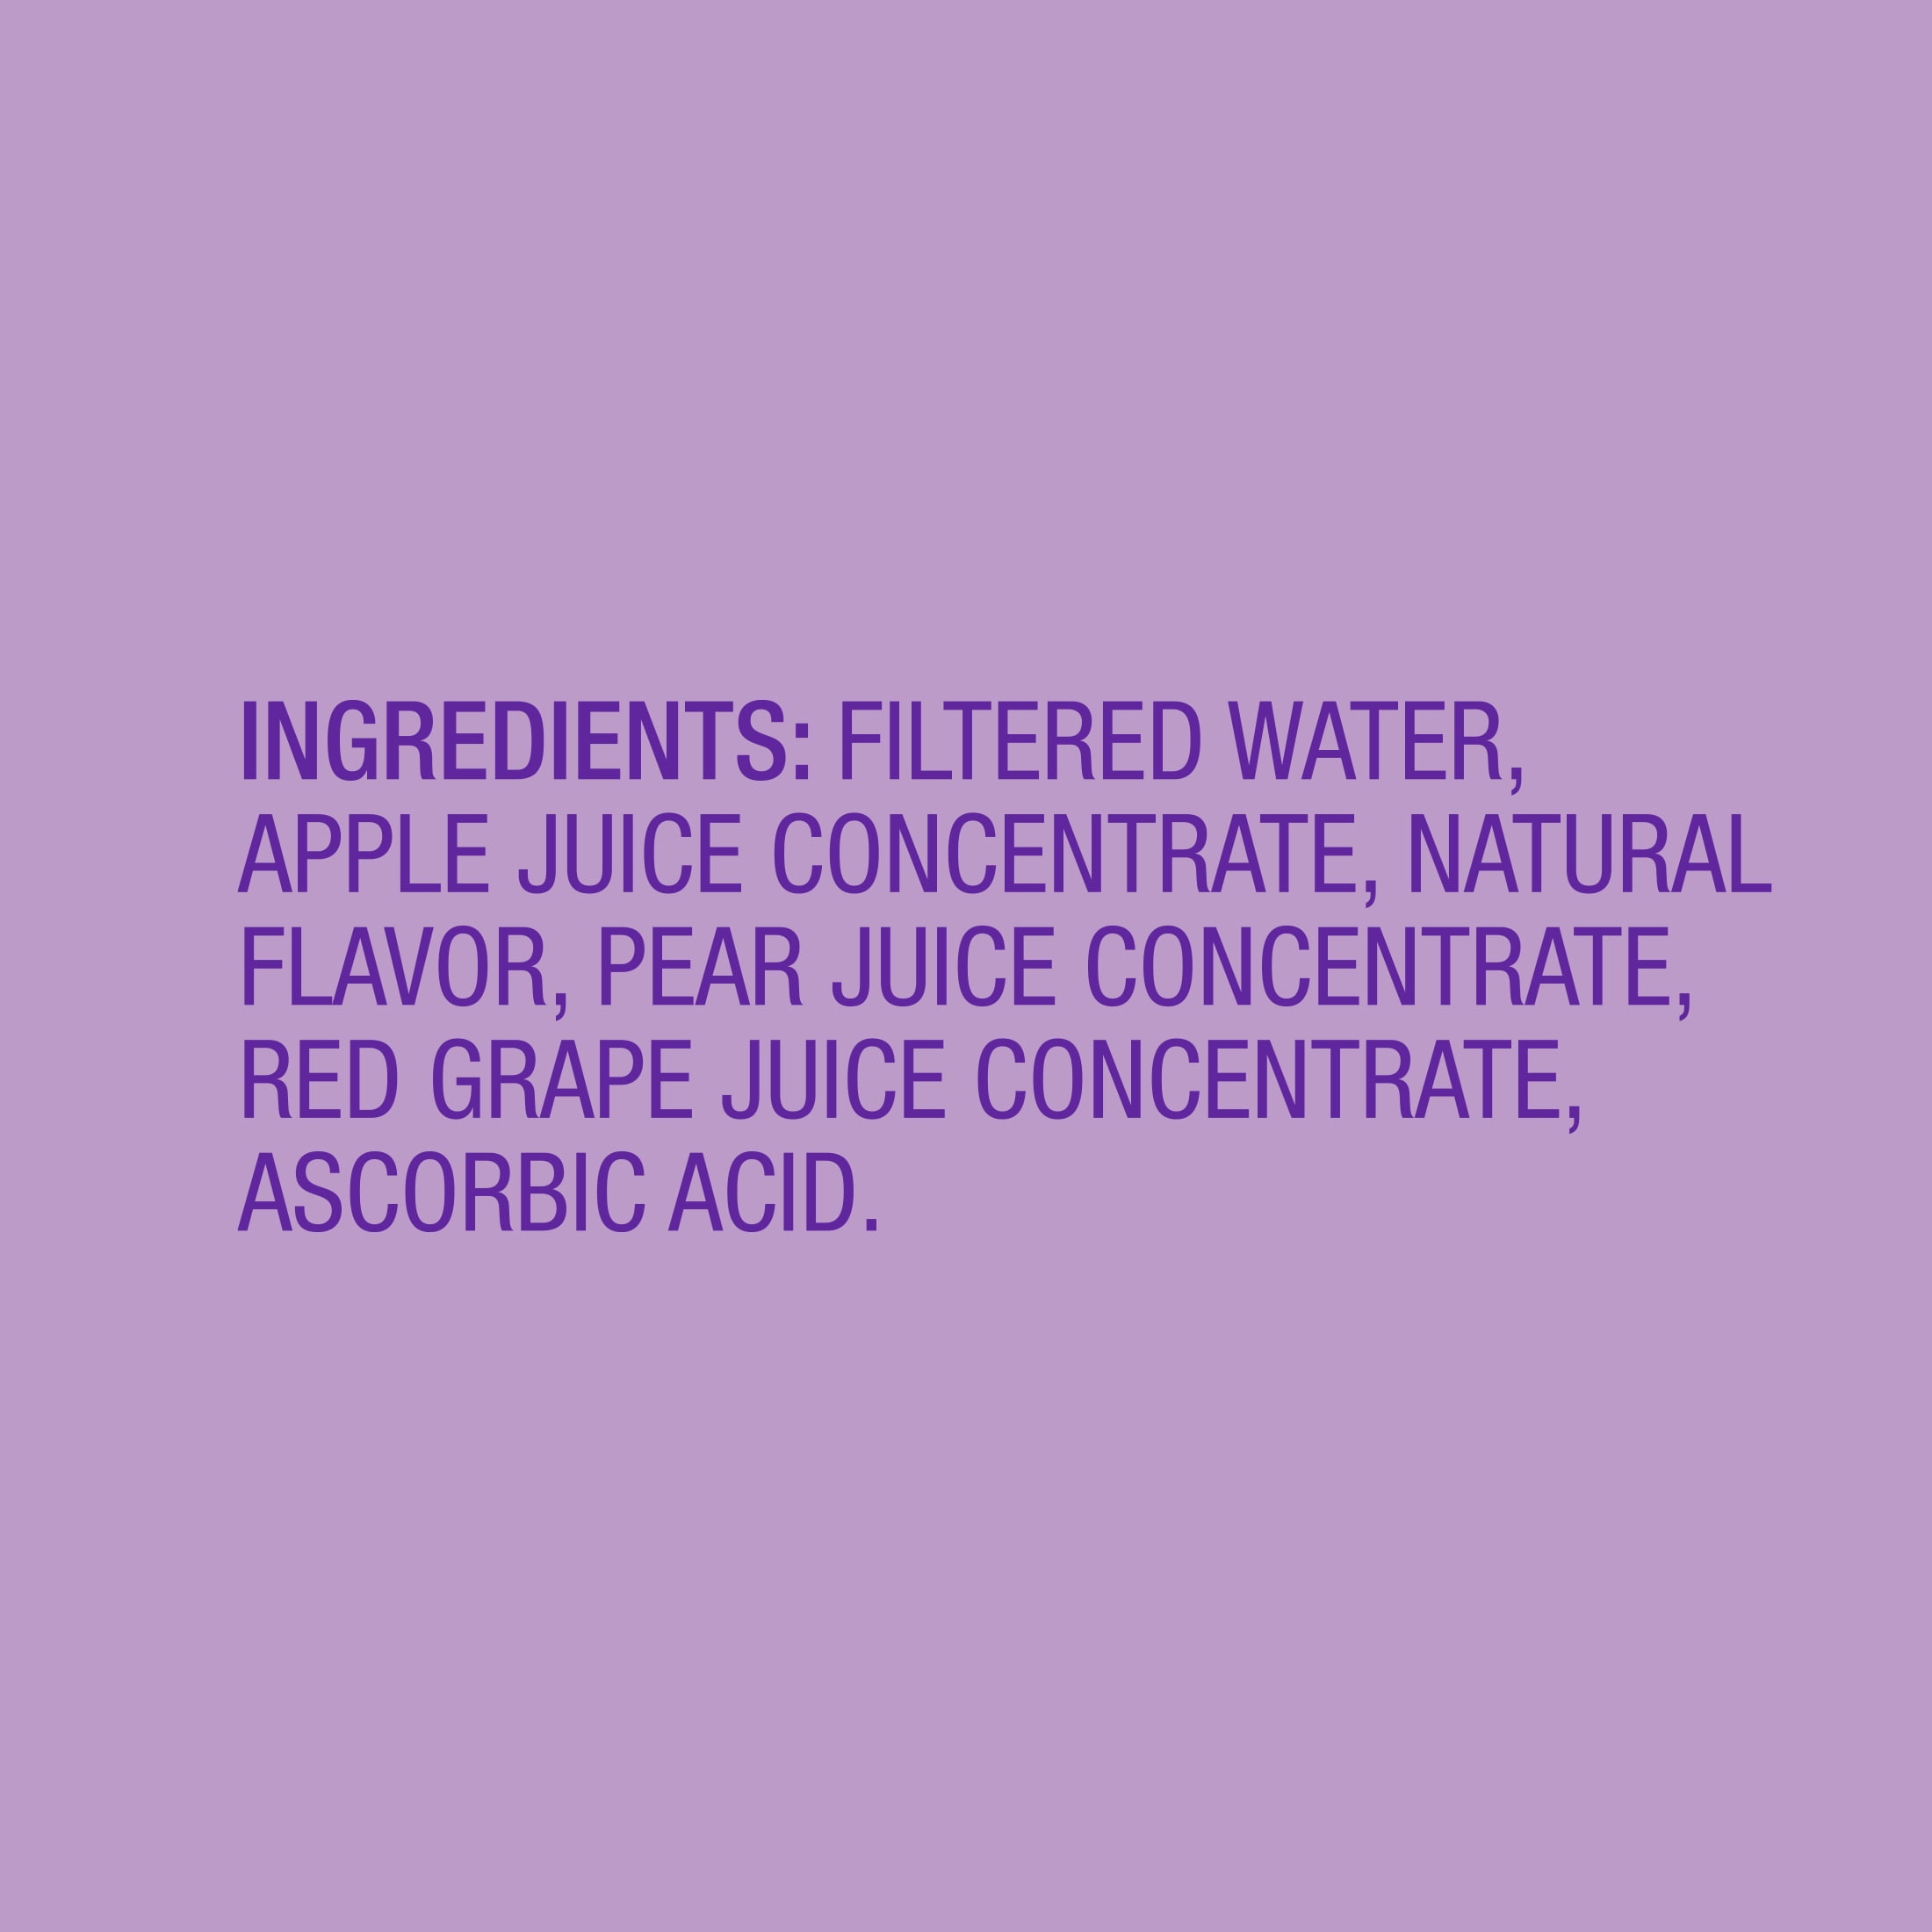 INGREDIENTS: FILTERED WATER,
APPLE JUICE CONCENTRATE, NATURAL
FLAVOR, PEAR JUICE CONCENTRATE,
RED GRAPE JUICE CONCENTRATE,
ASCORBIC ACID.